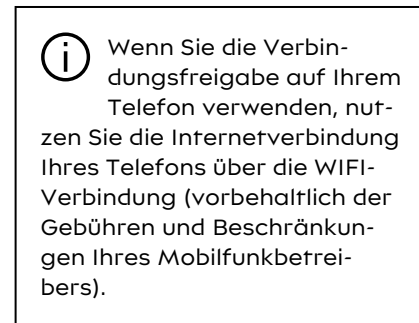 Wenn Sie die Verbin-
dungsfreigabe auf Ihrem
Telefon verwenden, nut-
zen Sie die Internetverbindung
Ihres Telefons über die WIFI-
Verbindung (vorbehaltlich der
Gebühren und Beschränkun-
gen Ihres Mobilfunkbetrei-
bers).